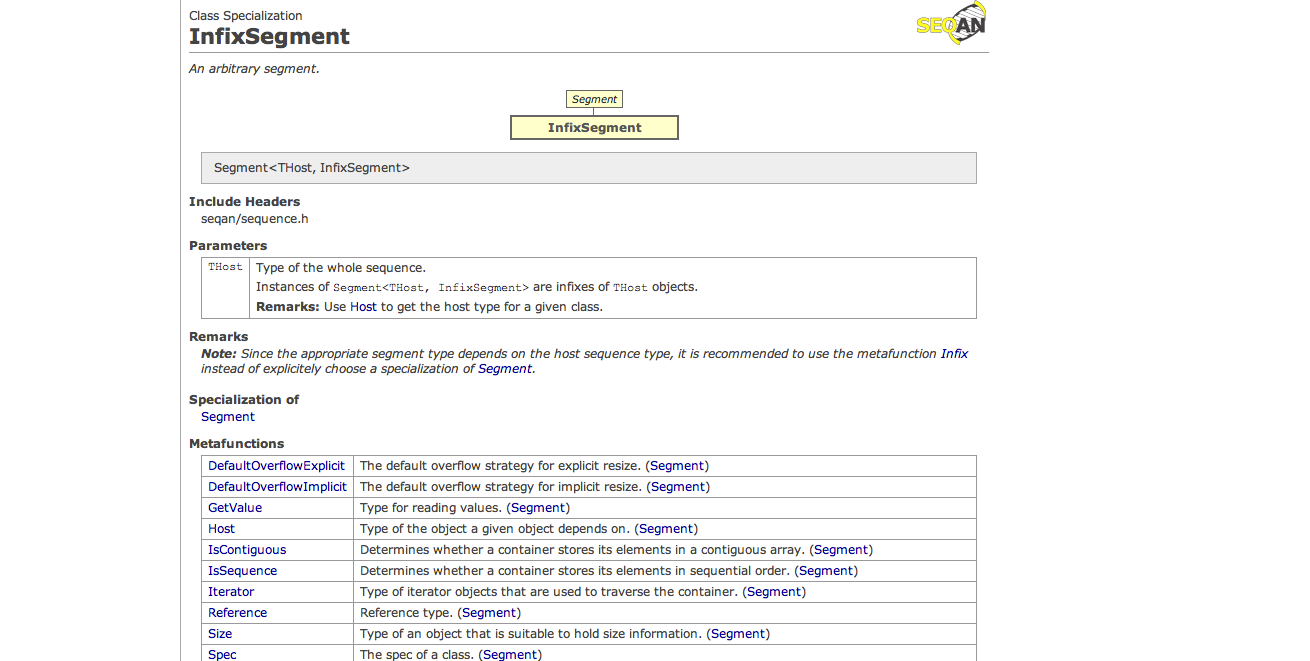 Class Specialization
InfixSegment
SEQAN
An arbitrary segment.
Segment
InfixSegment
Segment<THost, InfixSegment>
Include Headers
seqan/sequence.h
Parameters
THost Type of the whole sequence.
Instances of Segment<THost, InfixSegment> are infixes of THost objects.
Remarks: Use Host to get the host type for a given class.
Remarks
Note: Since the appropriate segment type depends on the host sequence type, it is recommended to use the metafunction Infix
instead of explicitely choose a specialization of Segment.
Specialization of
Segment
Metafunctions
DefaultOverflowExplicit The default overflow strategy for explicit resize. (Segment)
DefaultOverflowImplicit The default overflow strategy for implicit resize. (Segment)
GetValue Type for reading values. (Segment)
Host Type of the object a given object depends on. (Segment)
IsContiguous Determines whether a container stores its elements in a contiguous array. (Segment)
IsSequence Determines whether a container stores its elements in sequential order. (Segment)
Iterator Type of iterator objects that are used to traverse the container. (Segment)
Reference Reference type. (Segment)
Size Type of an object that is suitable to hold size information. (Segment)
Spec The spec of a class. (Segment)